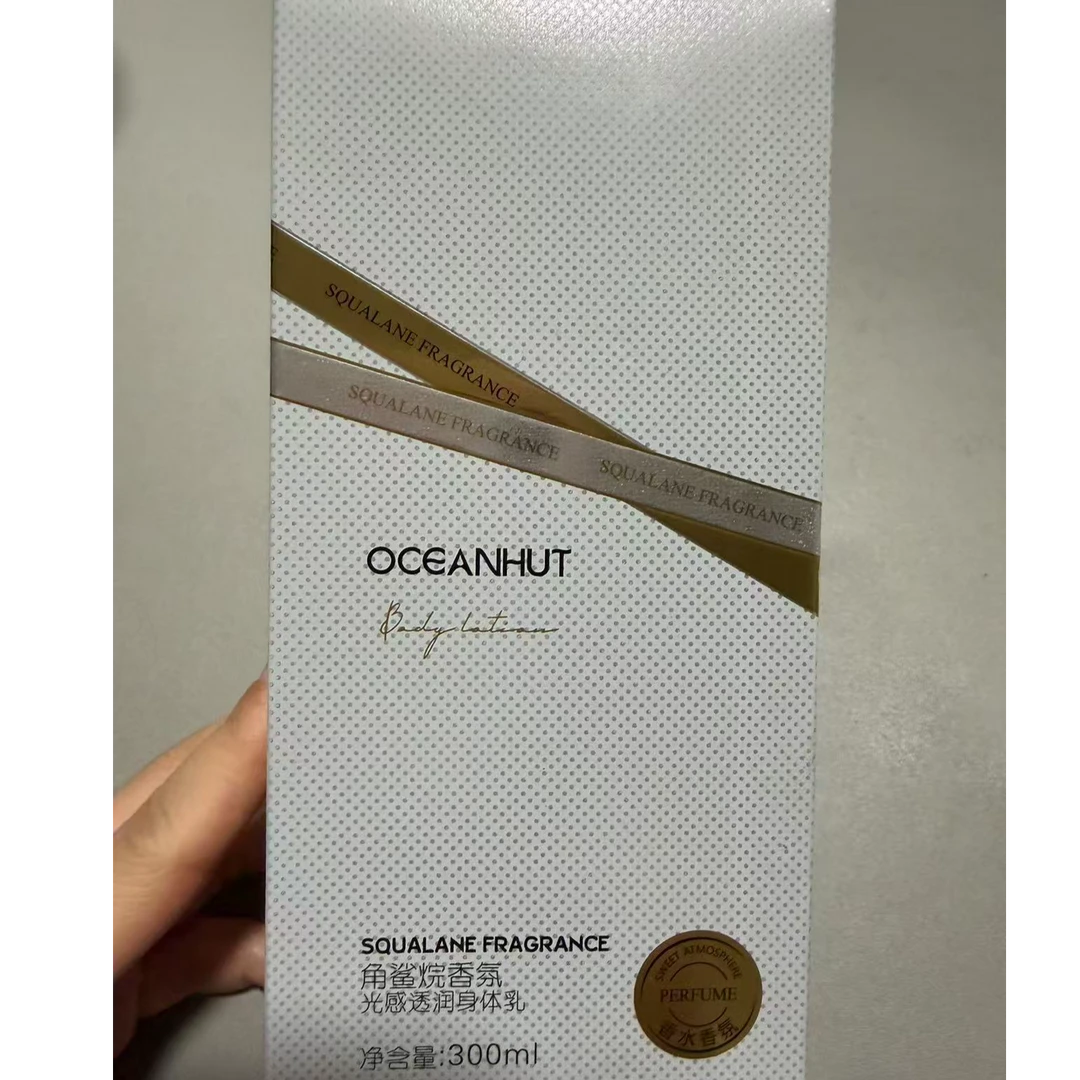 SQUALANE FRAGRANCE
SQUALANE FRAGRANCE
SQUALANE FRAGRANCE
OCEANHUT
Body lotion
SQUALANE FRAGRANCE
角鲨烷香氛
光感透润身体乳
净含量:300ml
SWEET ATMOSPHERE
PERFUME
香水香氛